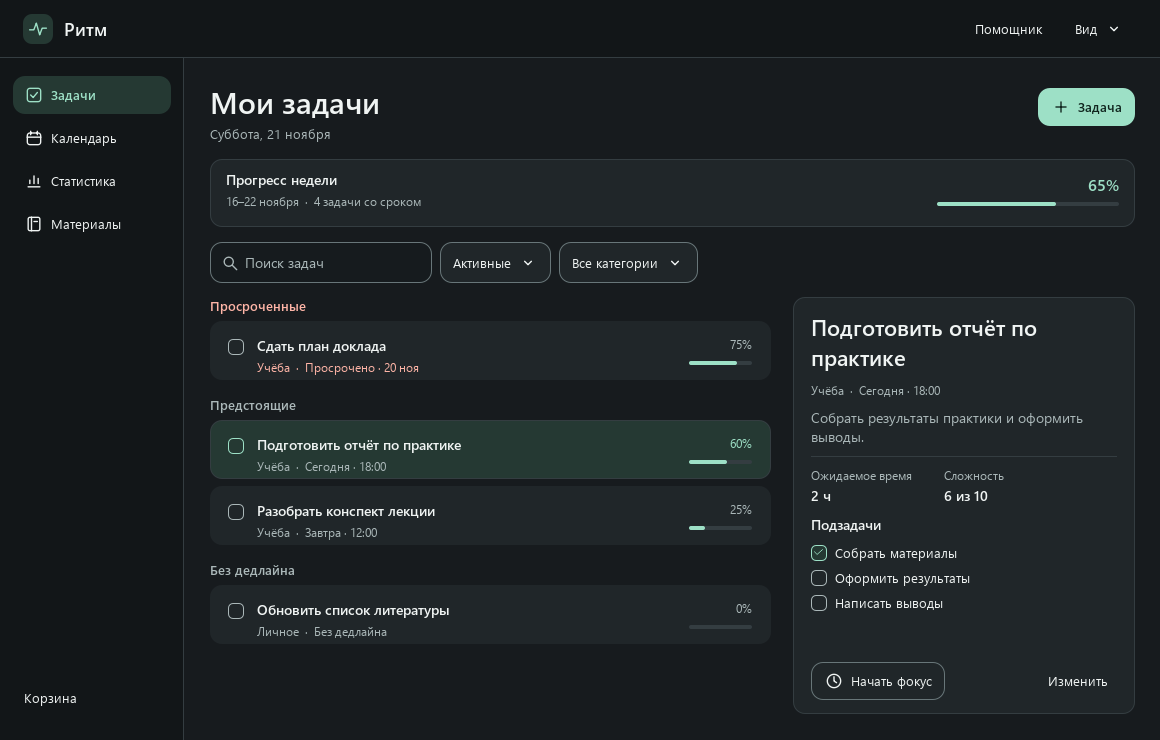 Ритм
Помощник
Вид
Задачи
Календарь
Статистика
Материалы
Корзина
Мои задачи
Суббота, 21 ноября
Задача
Прогресс недели
16–22 ноября · 4 задачи со сроком
65%
Поиск задач
Активные
Все категории
Просроченные
Сдать план доклада
75%
Учёба · Просрочено · 20 ноя
Предстоящие
Подготовить отчёт по практике
60%
Учёба · Сегодня · 18:00
Разобрать конспект лекции
25%
Учёба · Завтра · 12:00
Без дедлайна
Обновить список литературы
0%
Личное · Без дедлайна
Подготовить отчёт по
практике
Учёба · Сегодня · 18:00
Собрать результаты практики и оформить
выводы.
Ожидаемое время
2 ч
Сложность
6 из 10
Подзадачи
Собрать материалы
Оформить результаты
Написать выводы
Начать фокус
Изменить